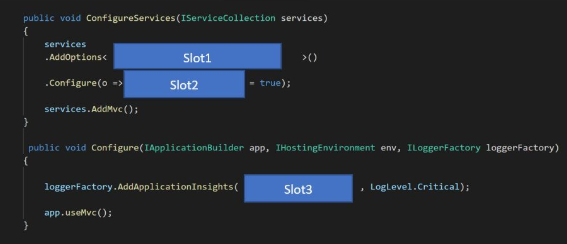 public void ConfigureServices(IServiceCollection services)
{
services
.AddOptions< Slot1 >()
.Configure(o => Slot2 = true);
services.AddMvc();
}
public void Configure(IApplicationBuilder app, IHostingEnvironment env, ILoggerFactory loggerFactory)
{
loggerFactory.AddApplicationInsights( Slot3 , LogLevel.Critical);
app.useMvc();
}